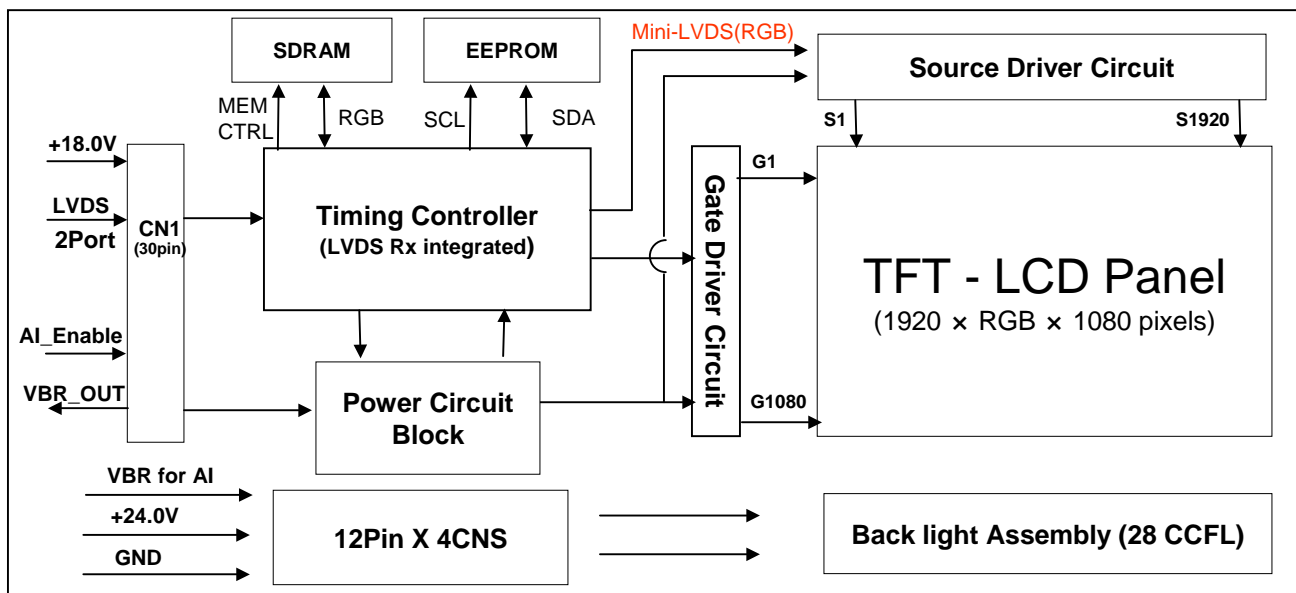 SDRAM
EEPROM
Mini-LVDS(RGB)
Source Driver Circuit
MEM
CTRL
RGB
SCL
SDA
S1
S1920
+18.0V
LVDS
2Port
CN1
(30pin)
Timing Controller
(LVDS Rx integrated)
Gate Driver Circuit
G1
TFT - LCD Panel
(1920 × RGB × 1080 pixels)
AI_Enable
VBR_OUT
Power Circuit
Block
G1080
VBR for AI
+24.0V
GND
12Pin X 4CNS
Back light Assembly (28 CCFL)